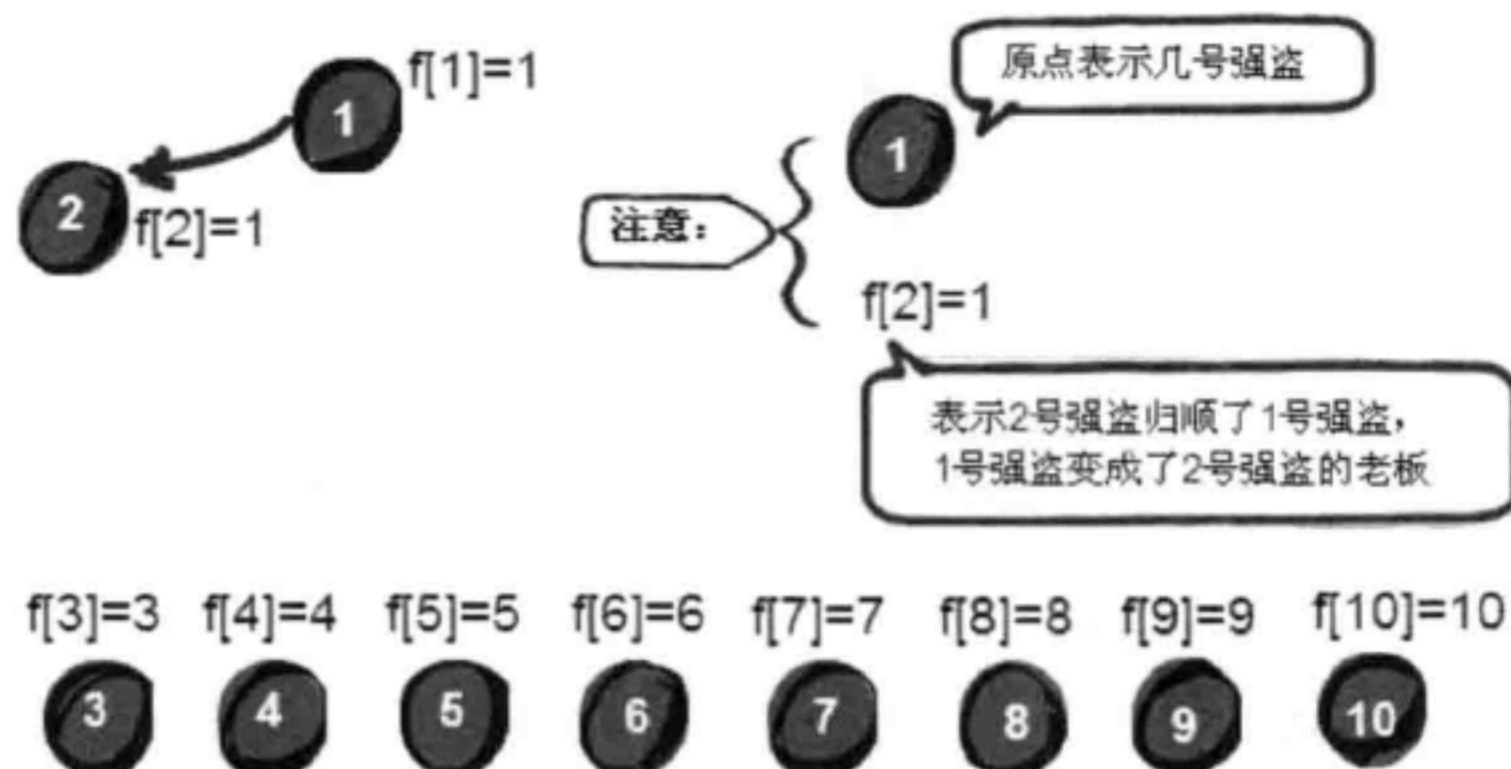 f[1]=1
1
2
f[2]=1
原点表示几号强盗
1
注意：
f[2]=1
表示2号强盗归顺了1号强盗，
1号强盗变成了2号强盗的老板
f[3]=3 f[4]=4 f[5]=5 f[6]=6 f[7]=7 f[8]=8 f[9]=9 f[10]=10
3 4 5 6 7 8 9 10